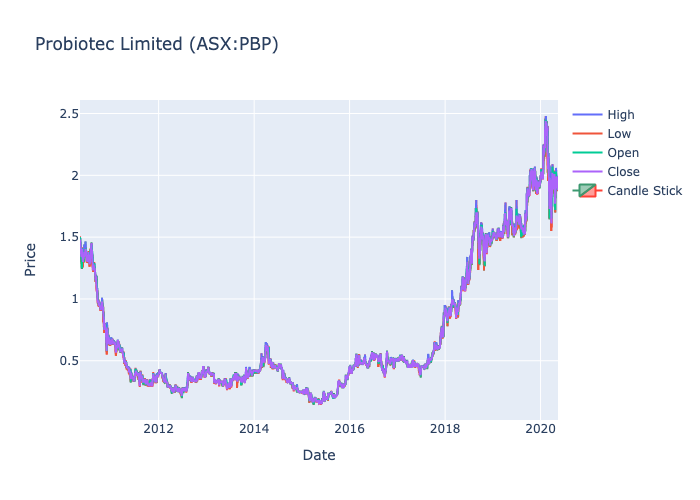 Probiotec Limited (ASX:PBP)
2.5
2
1.5
1
0.5
Price
2012
2014
2016
2018
2020
Date
High
Low
Open
Close
Candle Stick